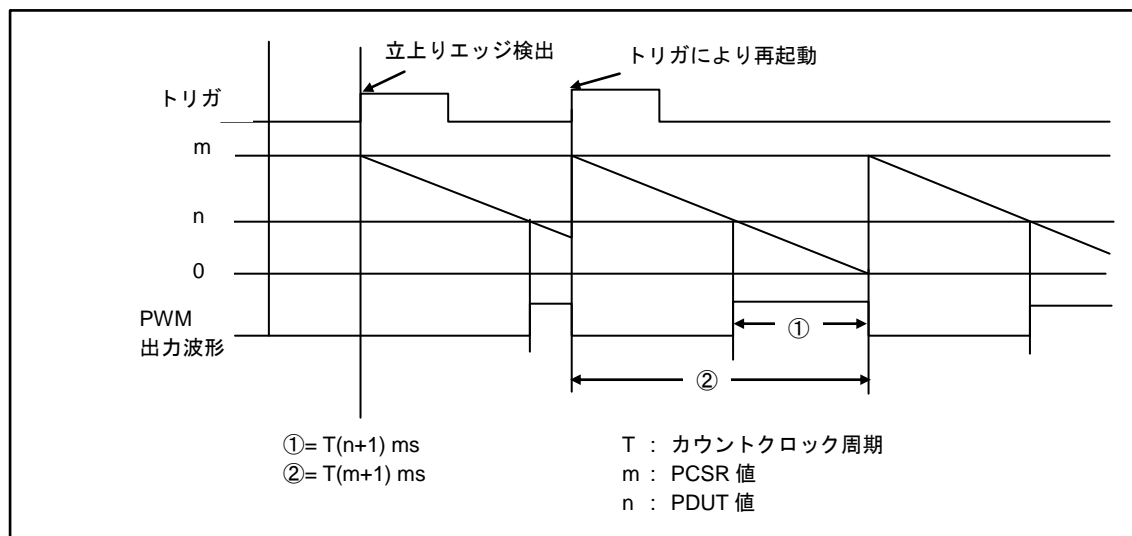 立上りエッジ検出
トリガにより再起動
トリガ
m
n
0
PWM
出力波形
①
②
①= T(n+1) ms
②= T(m+1) ms
T : カウントクロック周期
m : PCSR 値
n : PDUT 値